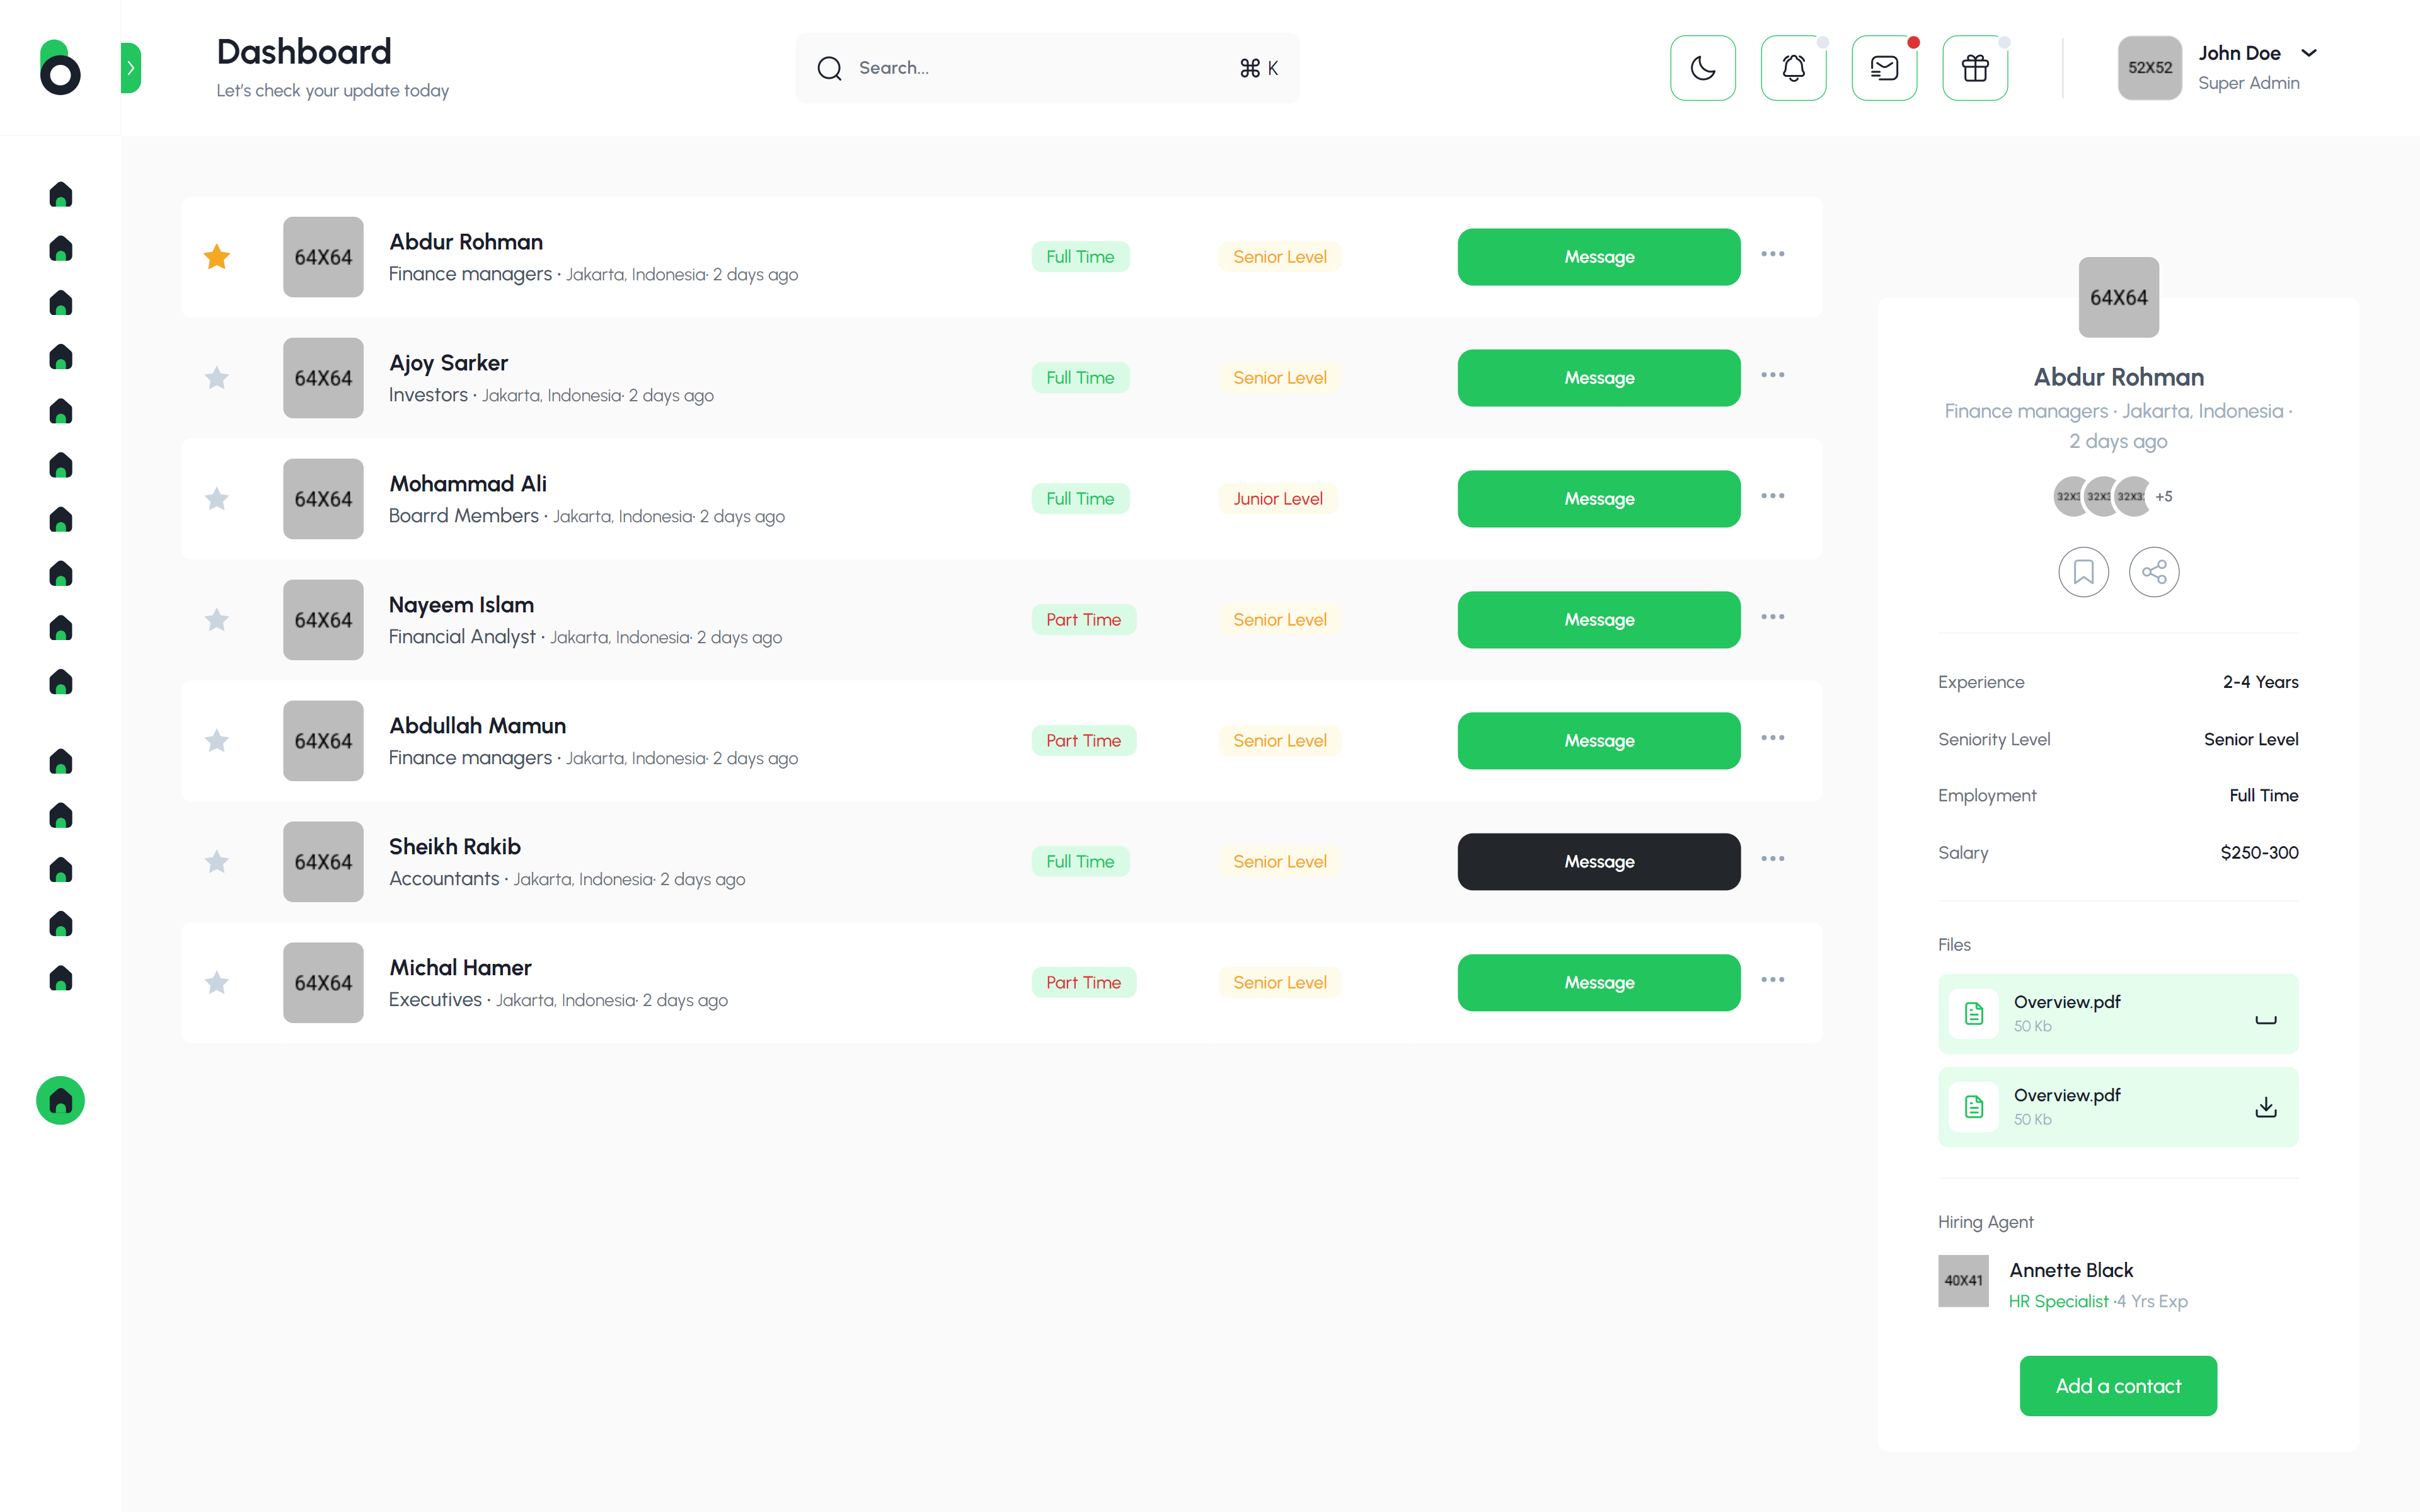 Dashboard
Let's check your update today
Search...
⌘ K
52X52
John Doe
Super Admin
64X64
Abdur Rohman
Finance managers · Jakarta, Indonesia· 2 days ago
Full Time
Senior Level
Message
64X64
Ajoy Sarker
Investors · Jakarta, Indonesia· 2 days ago
Full Time
Senior Level
Message
64X64
Mohammad Ali
Boarrd Members · Jakarta, Indonesia· 2 days ago
Full Time
Junior Level
Message
64X64
Nayeem Islam
Financial Analyst · Jakarta, Indonesia· 2 days ago
Part Time
Senior Level
Message
64X64
Abdullah Mamun
Finance managers · Jakarta, Indonesia· 2 days ago
Part Time
Senior Level
Message
64X64
Sheikh Rakib
Accountants · Jakarta, Indonesia· 2 days ago
Full Time
Senior Level
Message
64X64
Michal Hamer
Executives · Jakarta, Indonesia· 2 days ago
Part Time
Senior Level
Message
64X64
Abdur Rohman
Finance managers · Jakarta, Indonesia ·
2 days ago
+5
Experience
2-4 Years
Seniority Level
Senior Level
Employment
Full Time
Salary
$250-300
Files
Overview.pdf
50 Kb
Overview.pdf
50 Kb
Hiring Agent
40X41
Annette Black
HR Specialist ·4 Yrs Exp
Add a contact